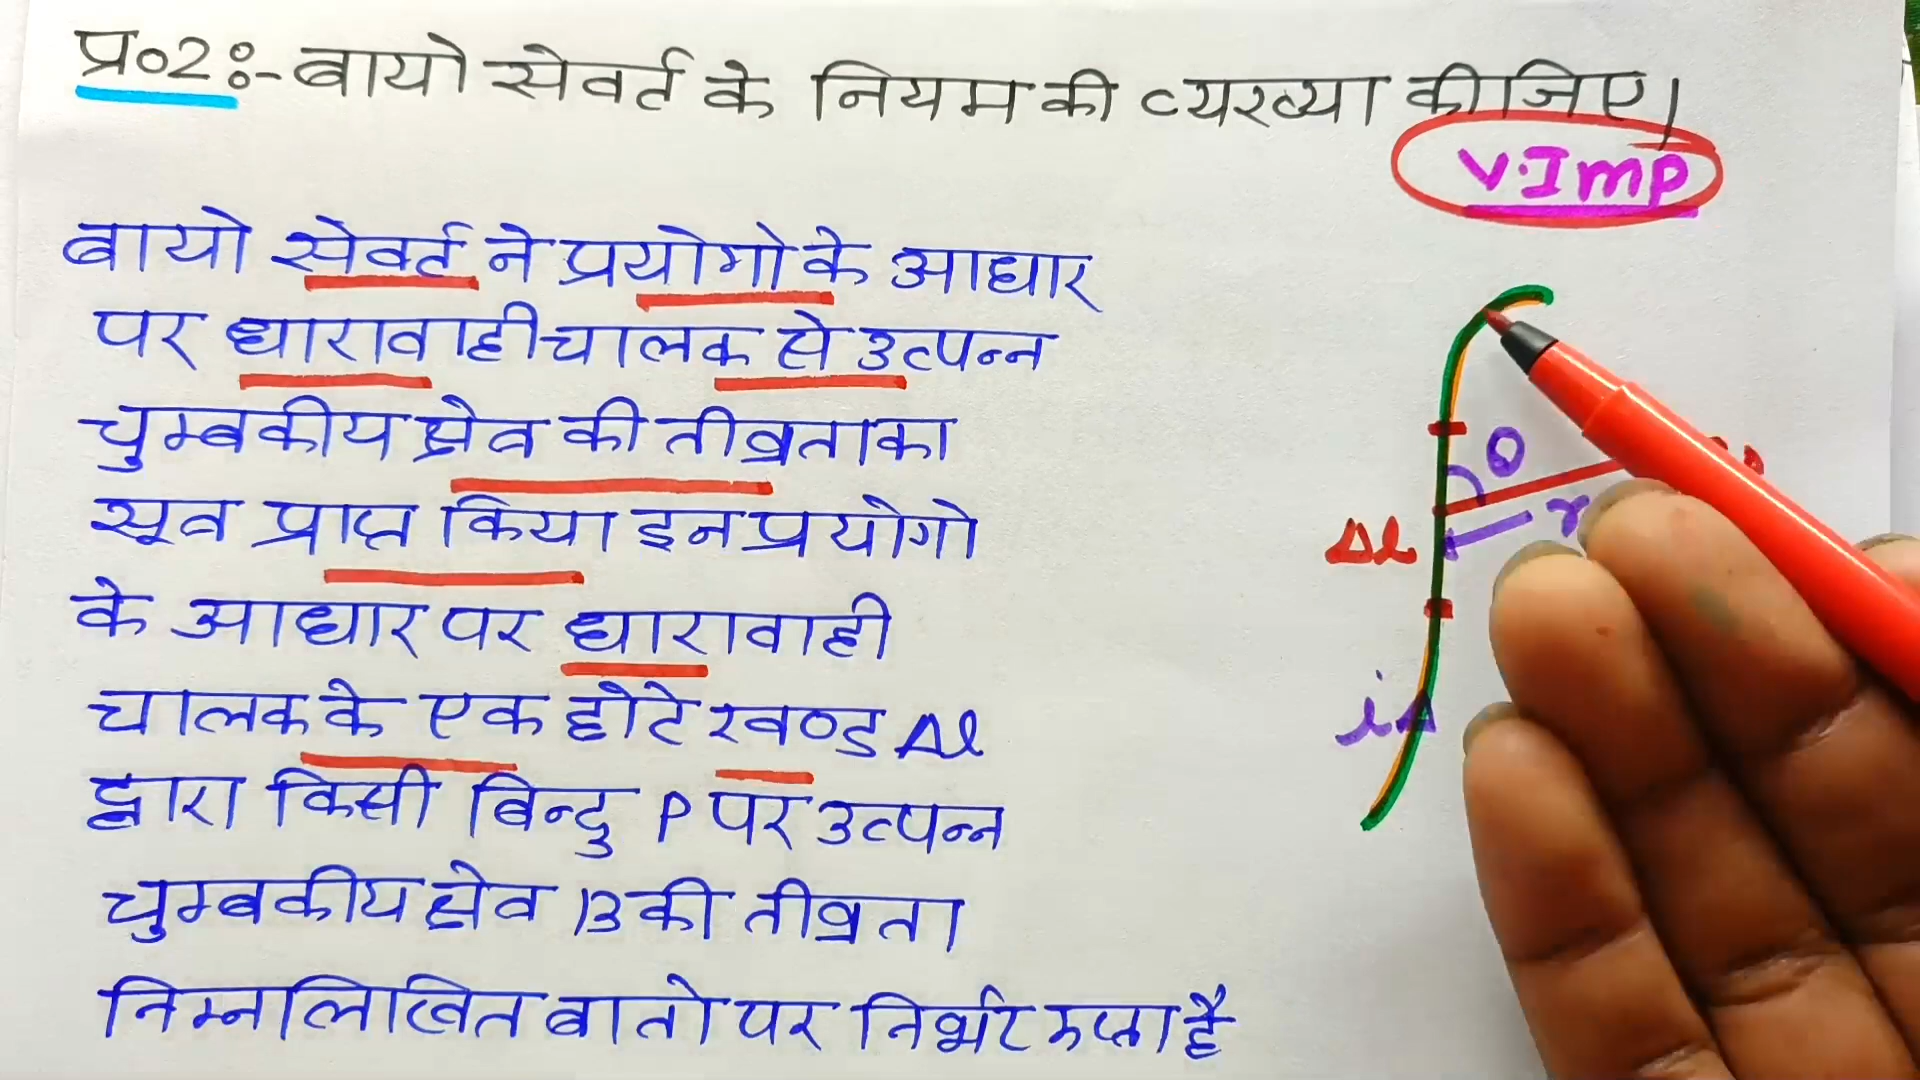 प्र०2:- बायो सेवर्ट के नियम की व्यख्या कीजिए।
V.Imp
बायो सेवर्ट ने प्रयोगो के आधार
पर धारावाही चालक से उत्पन्न
चुम्बकीय क्षेत्र की तीव्रता का
सूत्र प्राप्त किया इन प्रयोगो
के आधार पर धारावाही
चालक के एक छोटे खण्ड Δl
द्वारा किसी बिन्दु P पर उत्पन्न
चुम्बकीय क्षेत्र B की तीव्रता
निम्नलिखित बातो पर निर्भर करता है
θ
r
Δl
i